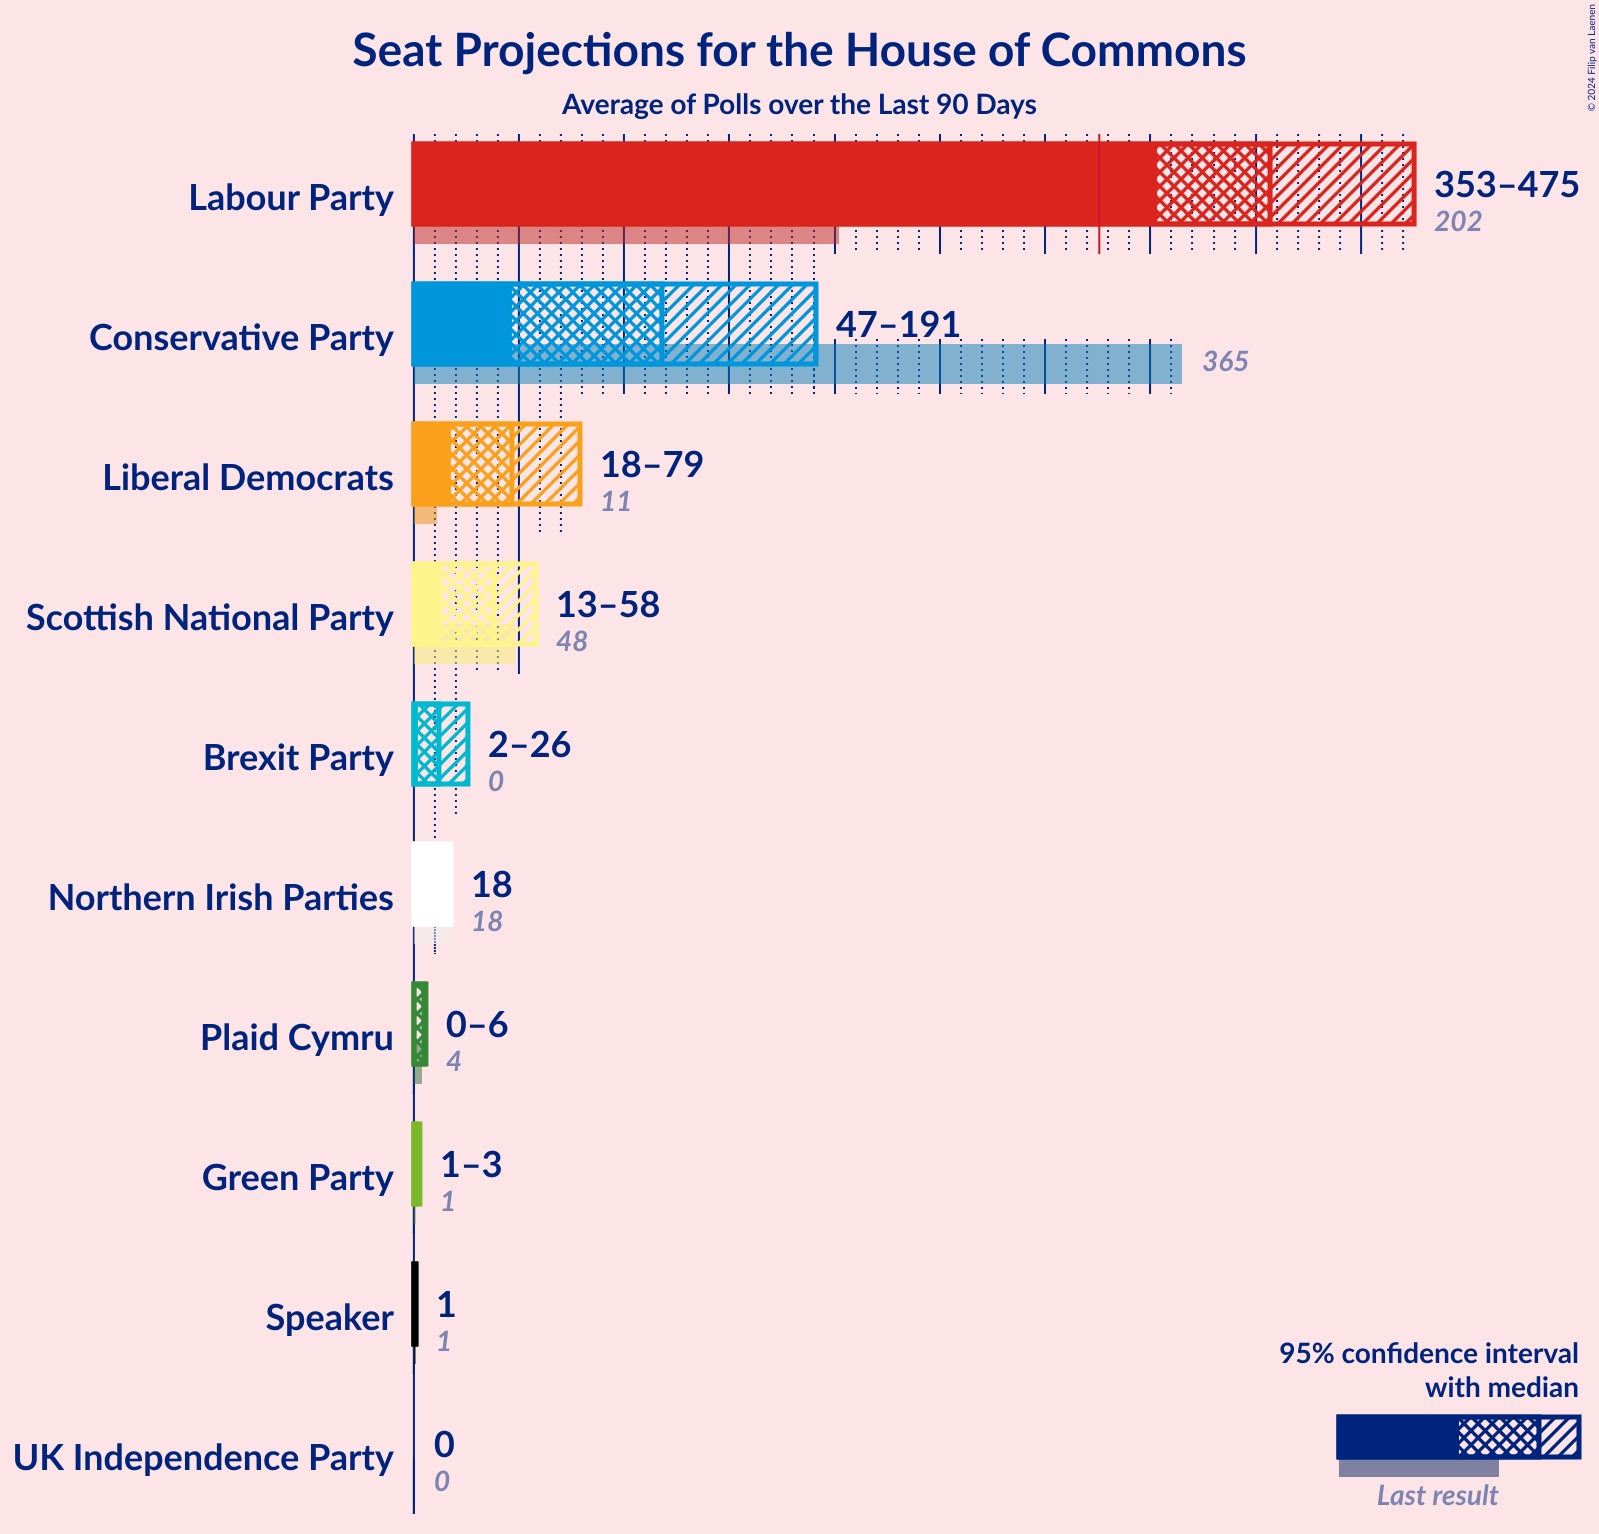 Seat Projections for the House of Commons
Average of Polls over the Last 90 Days
© 2024 Filip van Laenen
Labour Party
353–475
202
Conservative Party
47–191
365
Liberal Democrats
18–79
11
Scottish National Party
13–58
48
Brexit Party
2–26
0
Northern Irish Parties
18
18
Plaid Cymru
0–6
4
Green Party
1–3
1
Speaker
1
1
UK Independence Party
0
0
95% confidence interval
with median
Last result